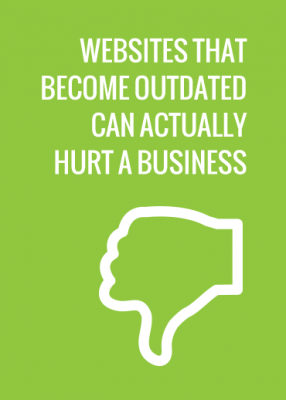 WEBSITES THAT
BECOME OUTDATED
CAN ACTUALLY
HURT A BUSINESS